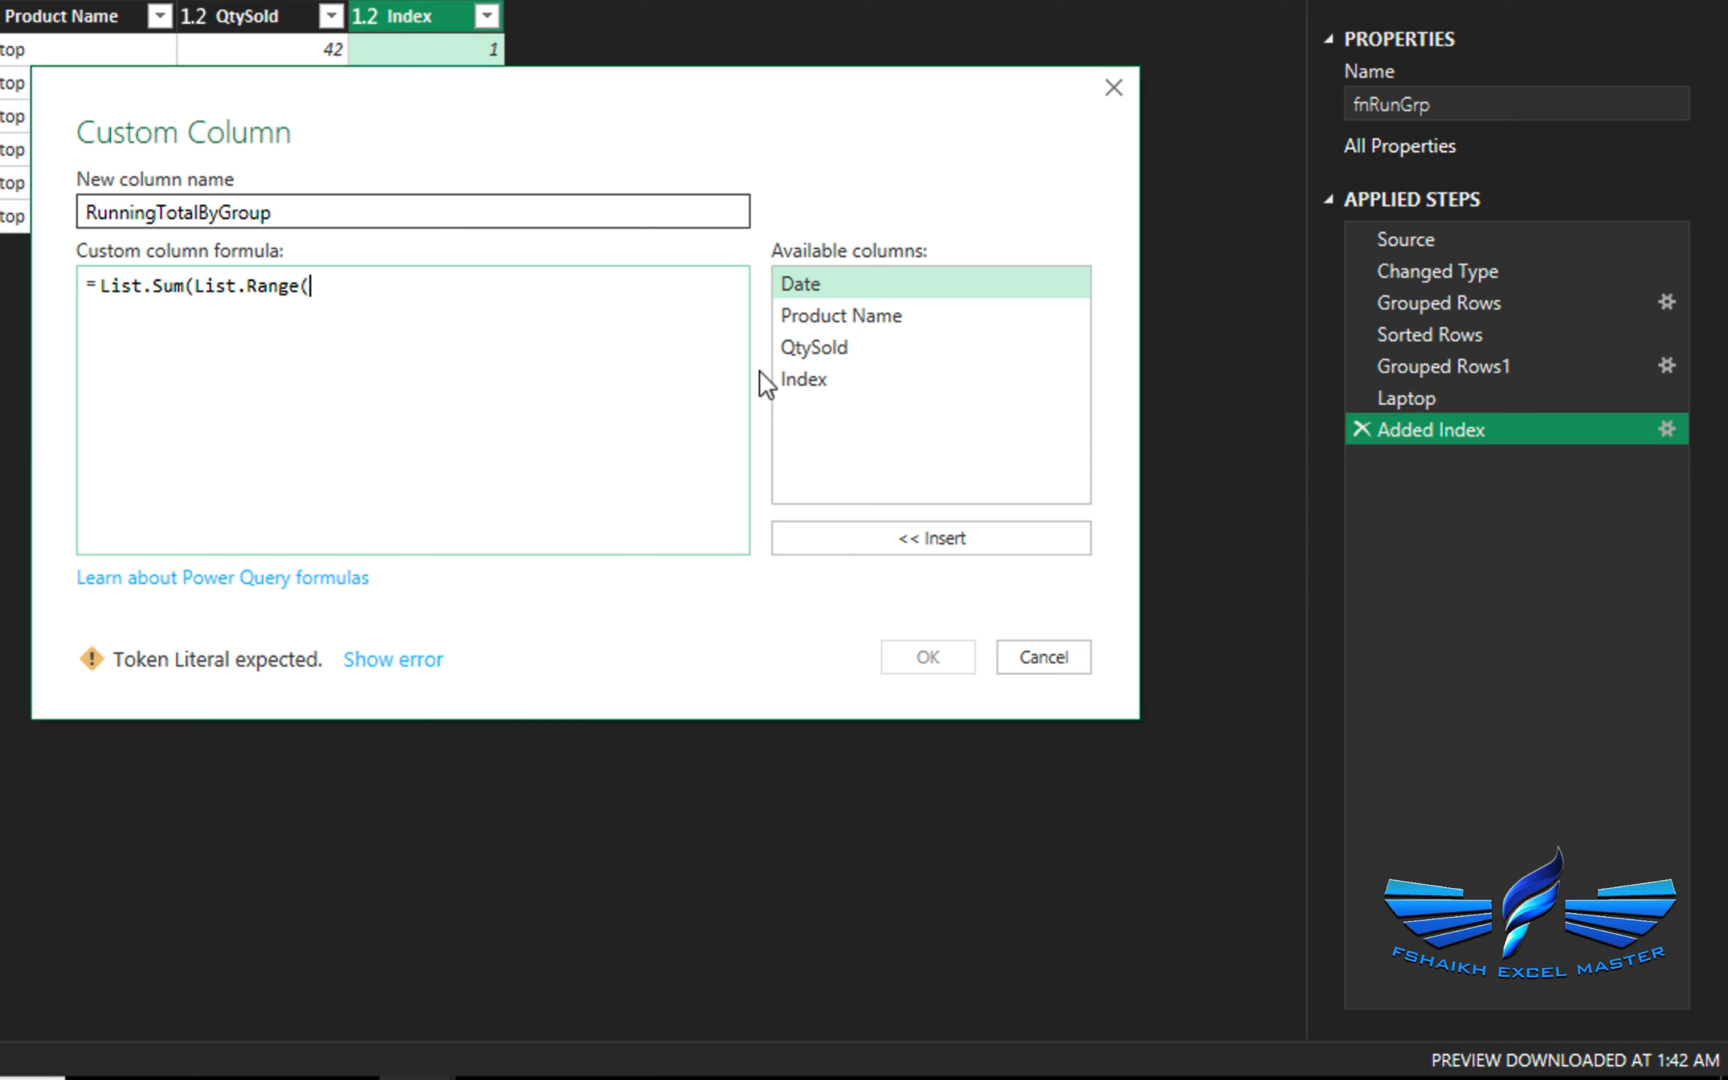 Product Name 1.2 QtySold 1.2 Index
top 42 1
top
top
top
top
top
Custom Column
New column name
RunningTotalByGroup
Custom column formula:
= List.Sum(List.Range(
Available columns:
Date
Product Name
QtySold
Index
<< Insert
Learn about Power Query formulas
Token Literal expected. Show error
OK
Cancel
PROPERTIES
Name
fnRunGrp
All Properties
APPLIED STEPS
Source
Changed Type
Grouped Rows
Sorted Rows
Grouped Rows1
Laptop
Added Index
FSHAIKH EXCEL MASTER
PREVIEW DOWNLOADED AT 1:42 AM